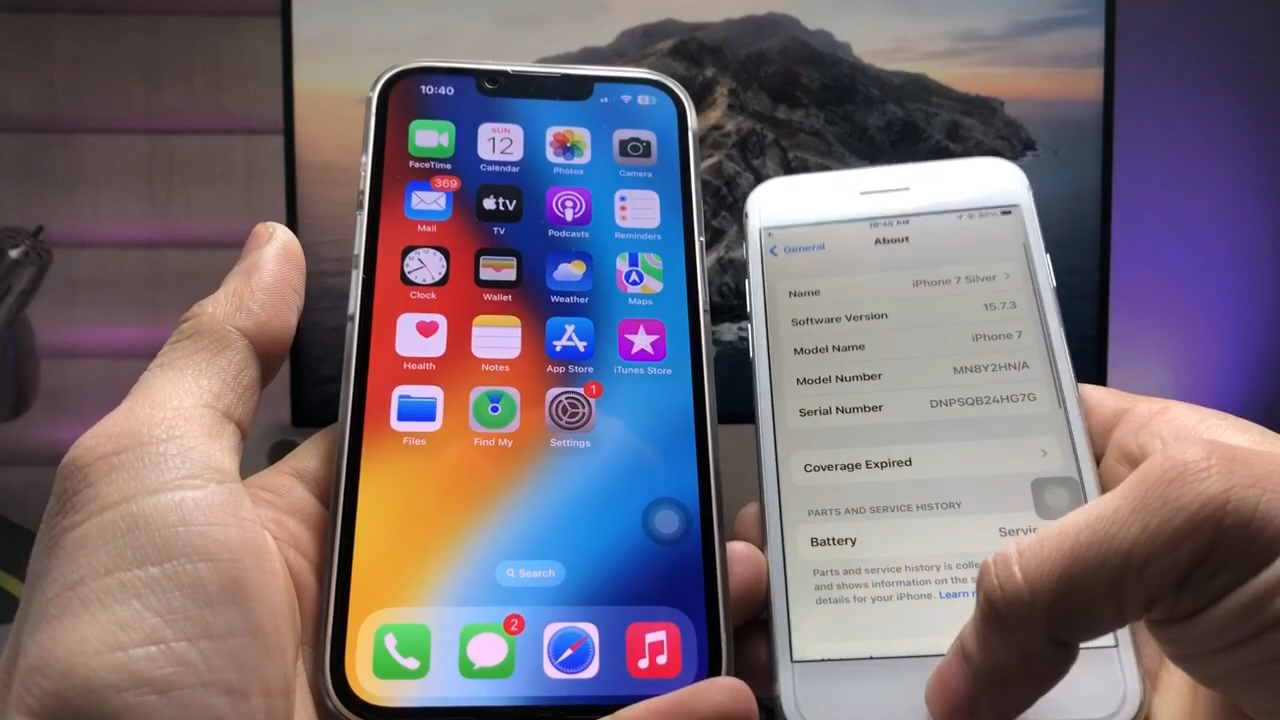 10:40
FaceTime
SUN
12
Calendar
Photos
Camera
369
Mail
tv
TV
Podcasts
Reminders
Clock
Wallet
Weather
Maps
Health
Notes
App Store
iTunes Store
Files
Find My
1
Settings
Search
2
General
About
Name
iPhone 7 Silver
Software Version
15.7.3
Model Name
iPhone 7
Model Number
MN8Y2HN/A
Serial Number
DNPSQB24HG7G
Coverage Expired
PARTS AND SERVICE HISTORY
Battery
Servic
Parts and service history is colle
and shows information on the s
details for your iPhone. Learn